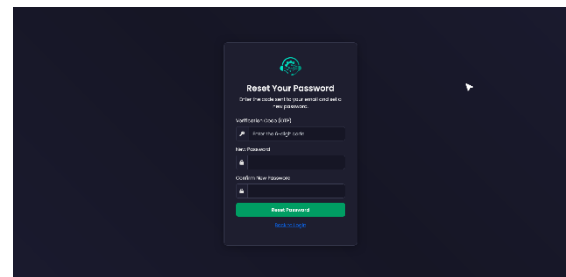 Reset Your Password
Enter the code sent to your email and set a
new password.
Verification Code (OTP)
Enter the 6-digit code
New Password
Confirm New Password
Reset Password
Back to Login